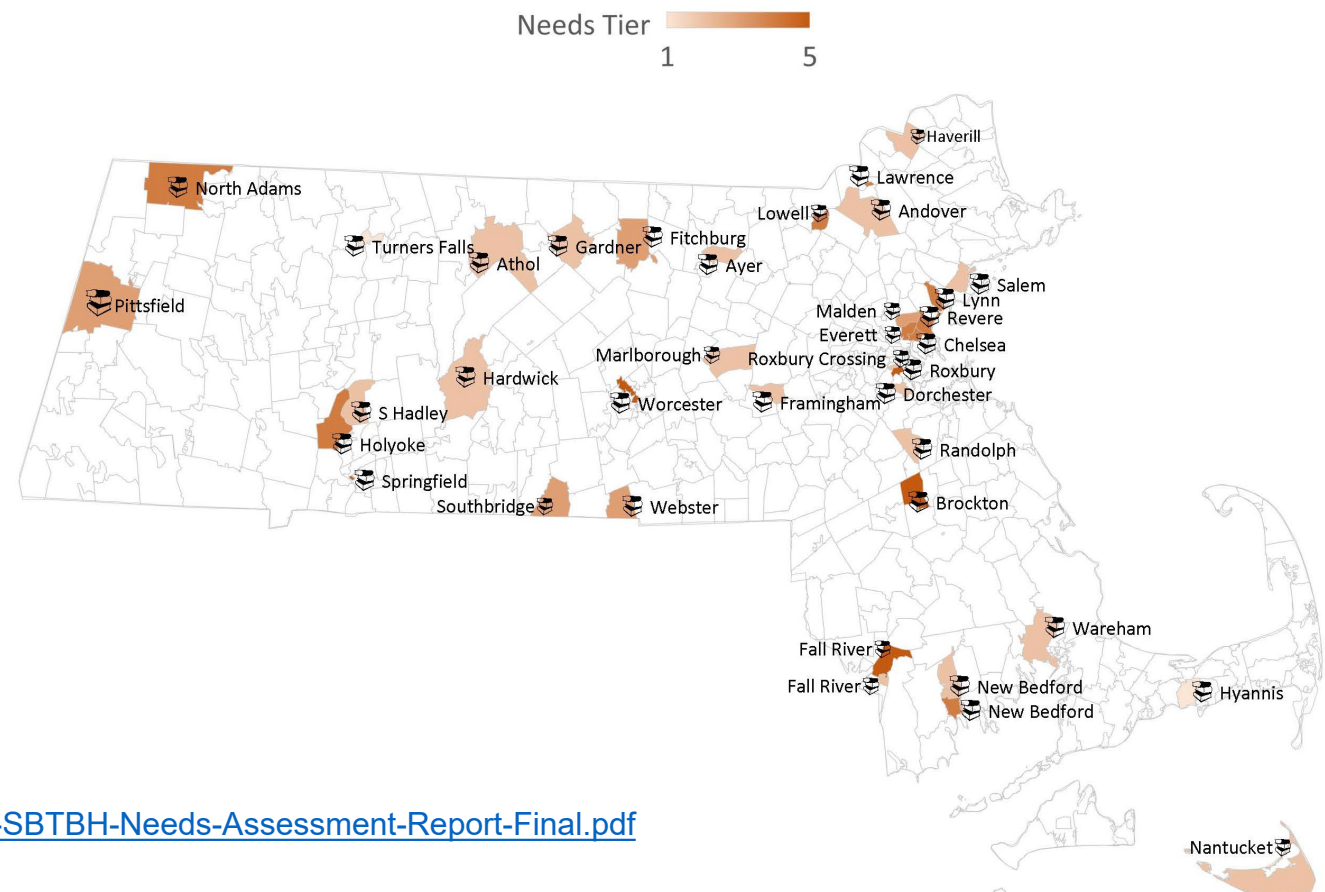 Needs Tier
1 5
Haverill
Lawrence
North Adams
Lowell
Andover
Turners Falls
Gardner
Fitchburg
Athol
Ayer
Salem
Pittsfield
Lynn
Malden
Revere
Everett
Chelsea
Marlborough
Roxbury Crossing
Roxbury
Hardwick
Dorchester
Worcester
Framingham
S Hadley
Holyoke
Randolph
Springfield
Southbridge
Webster
Brockton
Wareham
Fall River
Fall River
New Bedford
Hyannis
New Bedford
-SBTBH-Needs-Assessment-Report-Final.pdf
Nantucket